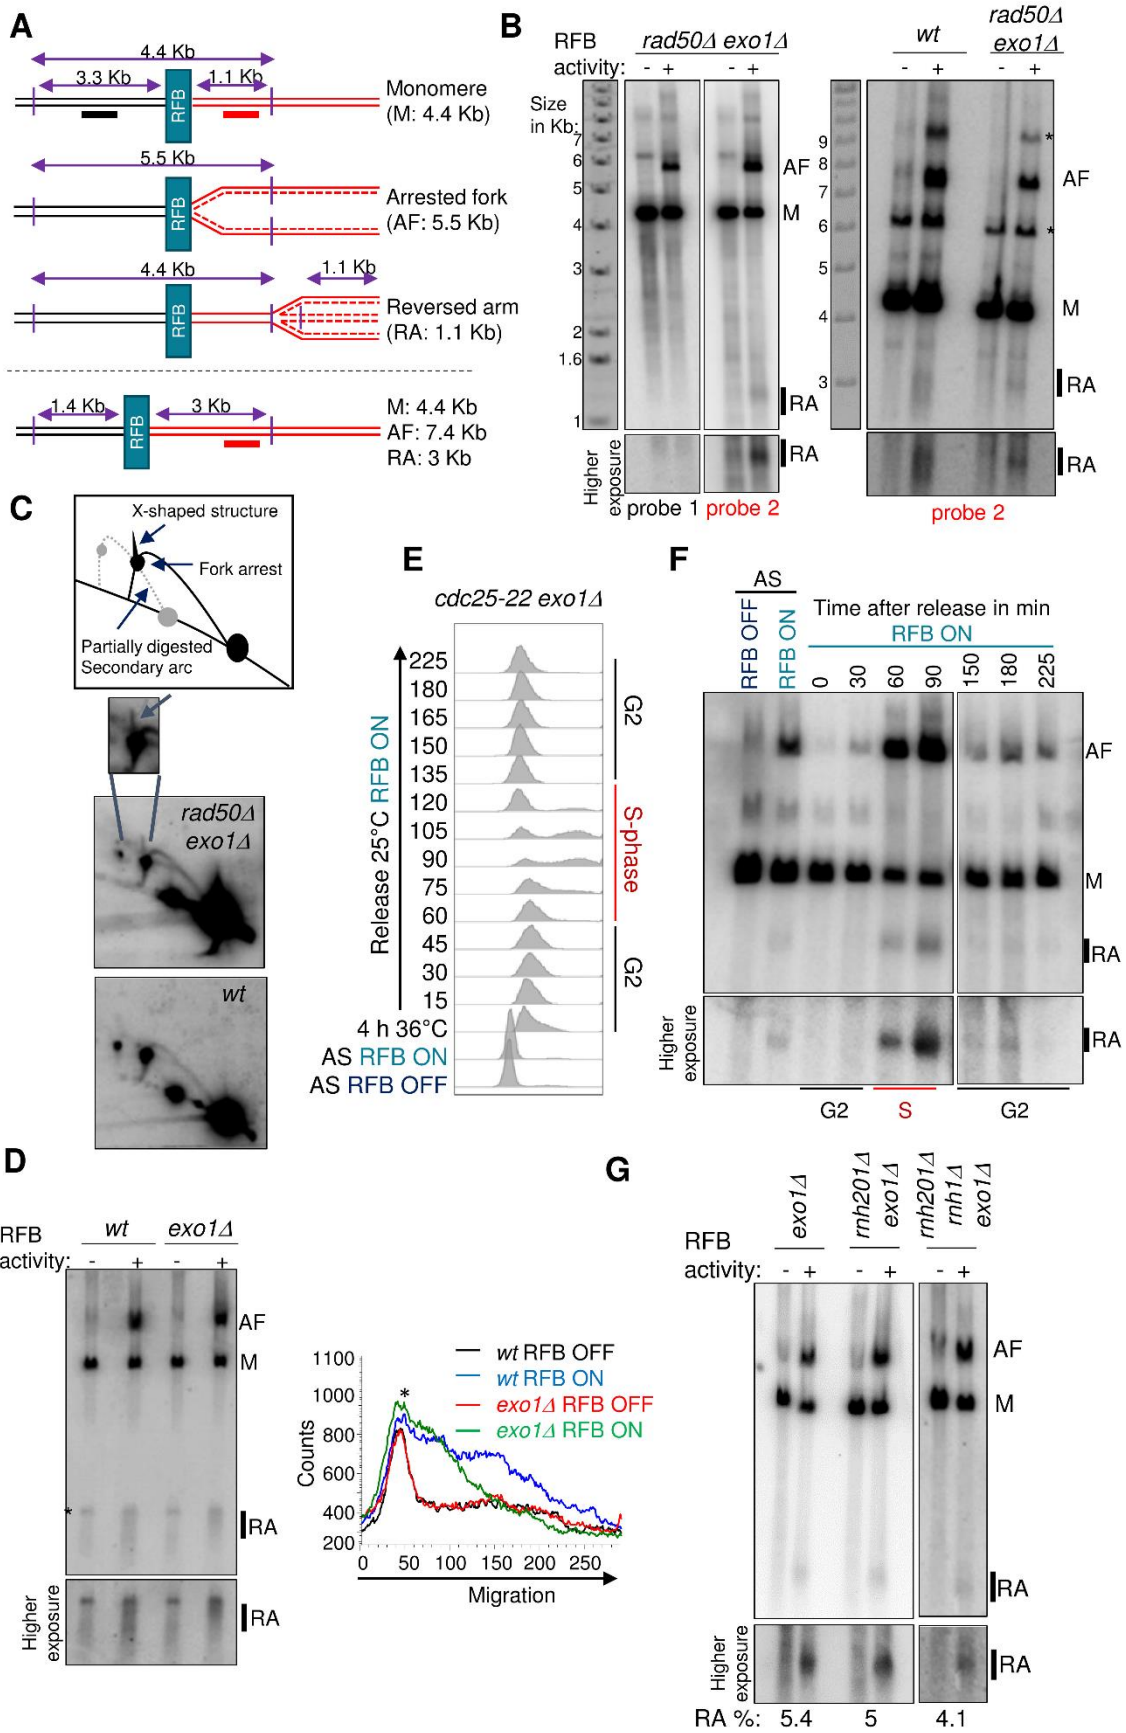 A
4.4 Kb
3.3 Kb
1.1 Kb
RFB
Monomere
(M: 4.4 Kb)
5.5 Kb
RFB
Arrested fork
(AF: 5.5 Kb)
4.4 Kb
1.1 Kb
RFB
Reversed arm
(RA: 1.1 Kb)
1.4 Kb
3 Kb
RFB
M: 4.4 Kb
AF: 7.4 Kb
RA: 3 Kb
B
RFB
activity:
rad50Δ exo1Δ
- + - +
Size
in Kb:
7
6
5
4
3
2
1.6
1
AF
M
RA
Higher
exposure
RA
probe 1
probe 2
wt
rad50Δ
exo1Δ
- + - +
9
8
7
6
5
4
3
*
AF
*
M
RA
RA
probe 2
C
X-shaped structure
Fork arrest
Partially digested
Secondary arc
rad50Δ
exo1Δ
wt
D
RFB
activity:
wt
exo1Δ
- + - +
AF
M
*
RA
Higher
exposure
RA
1100
1000
800
600
400
200
Counts
*
wt RFB OFF
wt RFB ON
exo1Δ RFB OFF
exo1Δ RFB ON
0 50 100 150 200 250
Migration
E
cdc25-22 exo1Δ
Release 25°C RFB ON
225
180
165
150
135
120
105
90
75
60
45
30
15
4 h 36°C
AS RFB ON
AS RFB OFF
G2
S-phase
G2
F
AS
RFB OFF
RFB ON
Time after release in min
RFB ON
0 30 60 90 150 180 225
AF
M
RA
Higher
exposure
RA
G2
S
G2
G
RFB
activity:
exo1Δ
rnh201Δ
exo1Δ
rnh201Δ
rnh1Δ
exo1Δ
- + - + - +
AF
M
RA
Higher
exposure
RA
RA %: 5.4 5 4.1